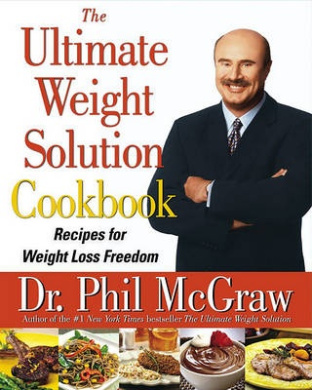 The
Ultimate
Weight
Solution
Cookbook
Recipes for
Weight Loss Freedom
Dr. Phil McGraw
Author of the #1 New York Times bestseller The Ultimate Weight Solution